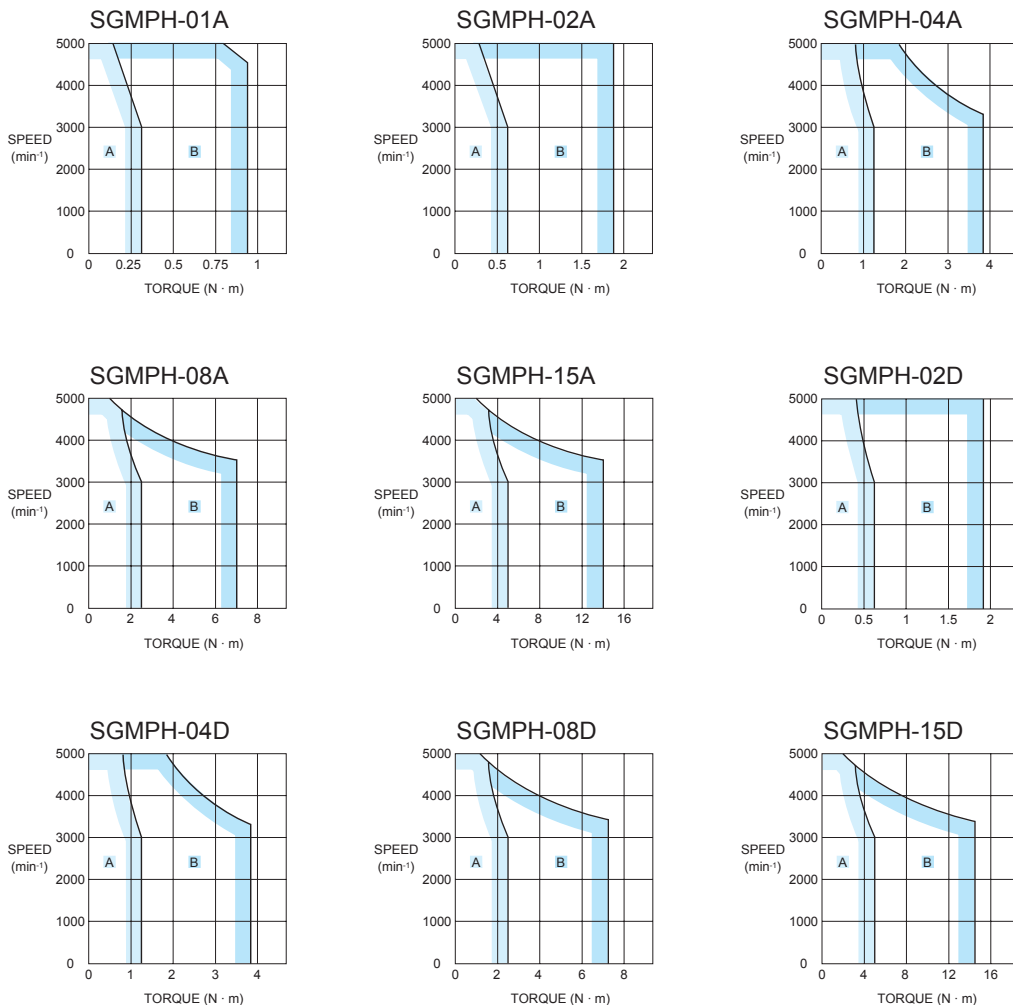 SGMPH-01A
5000
4000
SPEED
(min⁻¹)
3000
2000
1000
0
A
B
0 0.25 0.5 0.75 1
TORQUE (N · m)
SGMPH-02A
5000
4000
SPEED
(min⁻¹)
3000
2000
1000
0
A
B
0 0.5 1 1.5 2
TORQUE (N · m)
SGMPH-04A
5000
4000
SPEED
(min⁻¹)
3000
2000
1000
0
A
B
0 1 2 3 4
TORQUE (N · m)
SGMPH-08A
5000
4000
SPEED
(min⁻¹)
3000
2000
1000
0
A
B
0 2 4 6 8
TORQUE (N · m)
SGMPH-15A
5000
4000
SPEED
(min⁻¹)
3000
2000
1000
0
A
B
0 4 8 12 16
TORQUE (N · m)
SGMPH-02D
5000
4000
SPEED
(min⁻¹)
3000
2000
1000
0
A
B
0 0.5 1 1.5 2
TORQUE (N · m)
SGMPH-04D
5000
4000
SPEED
(min⁻¹)
3000
2000
1000
0
A
B
0 1 2 3 4
TORQUE (N · m)
SGMPH-08D
5000
4000
SPEED
(min⁻¹)
3000
2000
1000
0
A
B
0 2 4 6 8
TORQUE (N · m)
SGMPH-15D
5000
4000
SPEED
(min⁻¹)
3000
2000
1000
0
A
B
0 4 8 12 16
TORQUE (N · m)